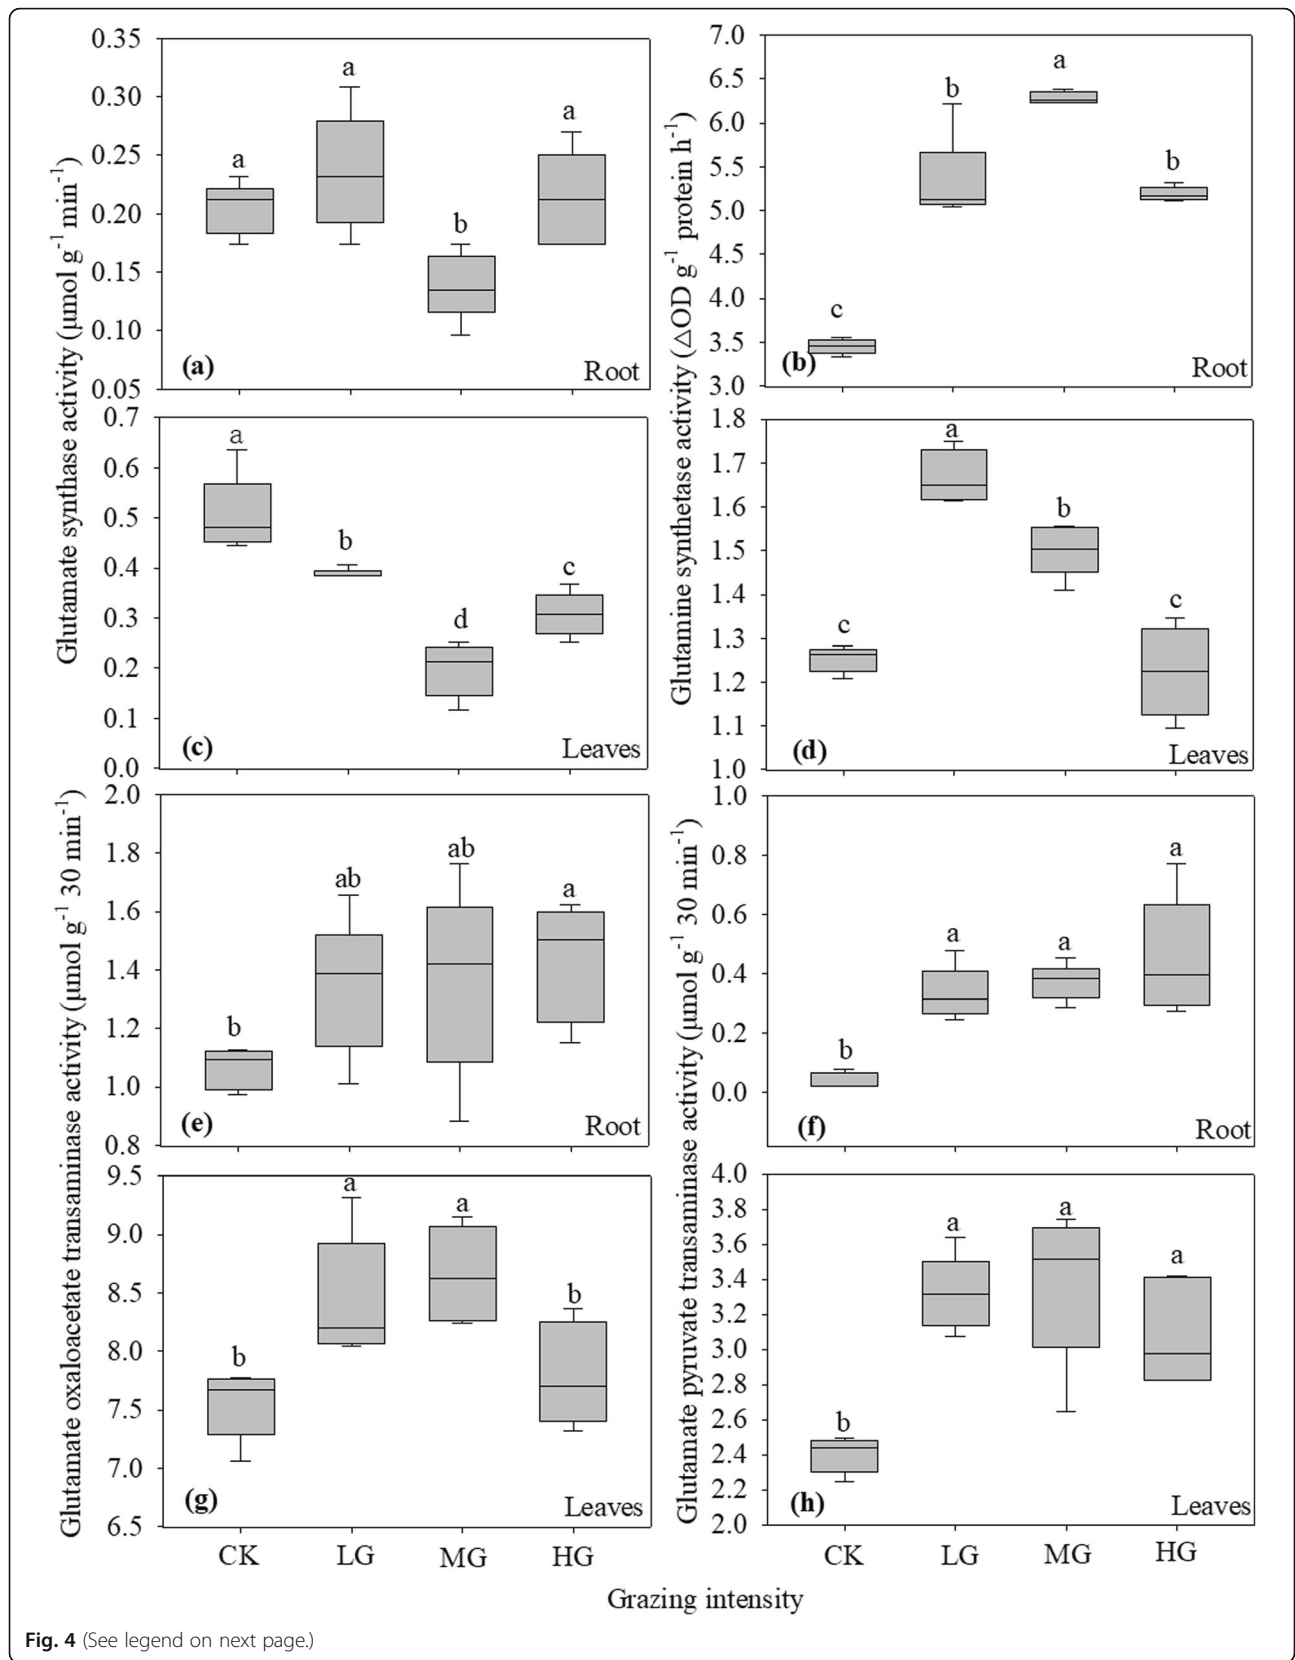 Glutamate synthase activity (μmol g⁻¹ min⁻¹)
0.35
0.30
0.25
0.20
0.15
0.10
0.05
a
a
b
a
(a)
Root
Glutamine synthetase activity (△OD g⁻¹ protein h⁻¹)
7.0
6.5
6.0
5.5
5.0
4.5
4.0
3.5
3.0
c
b
a
b
(b)
Root
0.7
0.6
0.5
0.4
0.3
0.2
0.1
0.0
a
b
d
c
(c)
Leaves
1.8
1.7
1.6
1.5
1.4
1.3
1.2
1.1
1.0
c
a
b
c
(d)
Leaves
Glutamate oxaloacetate transaminase activity (μmol g⁻¹ 30 min⁻¹)
2.0
1.8
1.6
1.4
1.2
1.0
0.8
b
ab
ab
a
(e)
Root
Glutamate pyruvate transaminase activity (μmol g⁻¹ 30 min⁻¹)
1.0
0.8
0.6
0.4
0.2
0.0
b
a
a
a
(f)
Root
9.5
9.0
8.5
8.0
7.5
7.0
6.5
b
a
a
b
(g)
Leaves
4.0
3.8
3.6
3.4
3.2
3.0
2.8
2.6
2.4
2.2
2.0
b
a
a
a
(h)
Leaves
CK LG MG HG
CK LG MG HG
Grazing intensity
Fig. 4 (See legend on next page.)